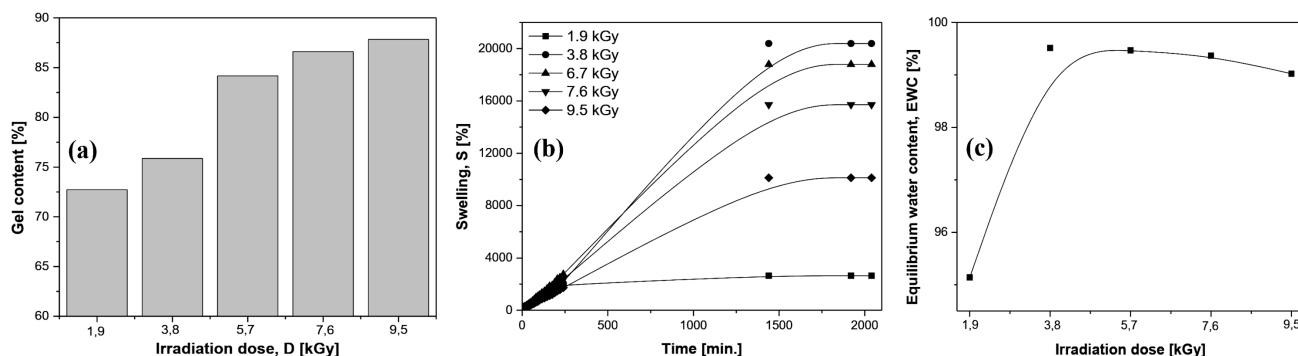 90
85
80
75
70
65
60
Gel content [%]
(a)
1,9 3,8 5,7 7,6 9,5
Irradiation dose, D [kGy]
20000
16000
12000
8000
4000
0
Swelling, S [%]
1.9 kGy
3.8 kGy
6.7 kGy
7.6 kGy
9.5 kGy
(b)
0 500 1000 1500 2000
Time [min.]
100
98
96
Equilibrium water content, EWC [%]
(c)
1,9 3,8 5,7 7,6 9,5
Irradiation dose [kGy]